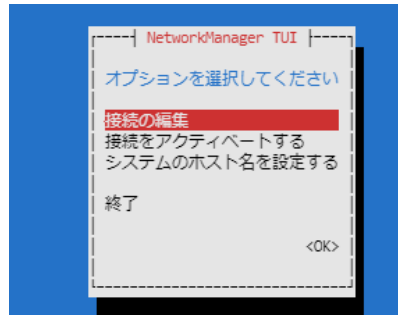 NetworkManager TUI
オプションを選択してください
接続の編集
接続をアクティベートする
システムのホスト名を設定する
終了
<OK>